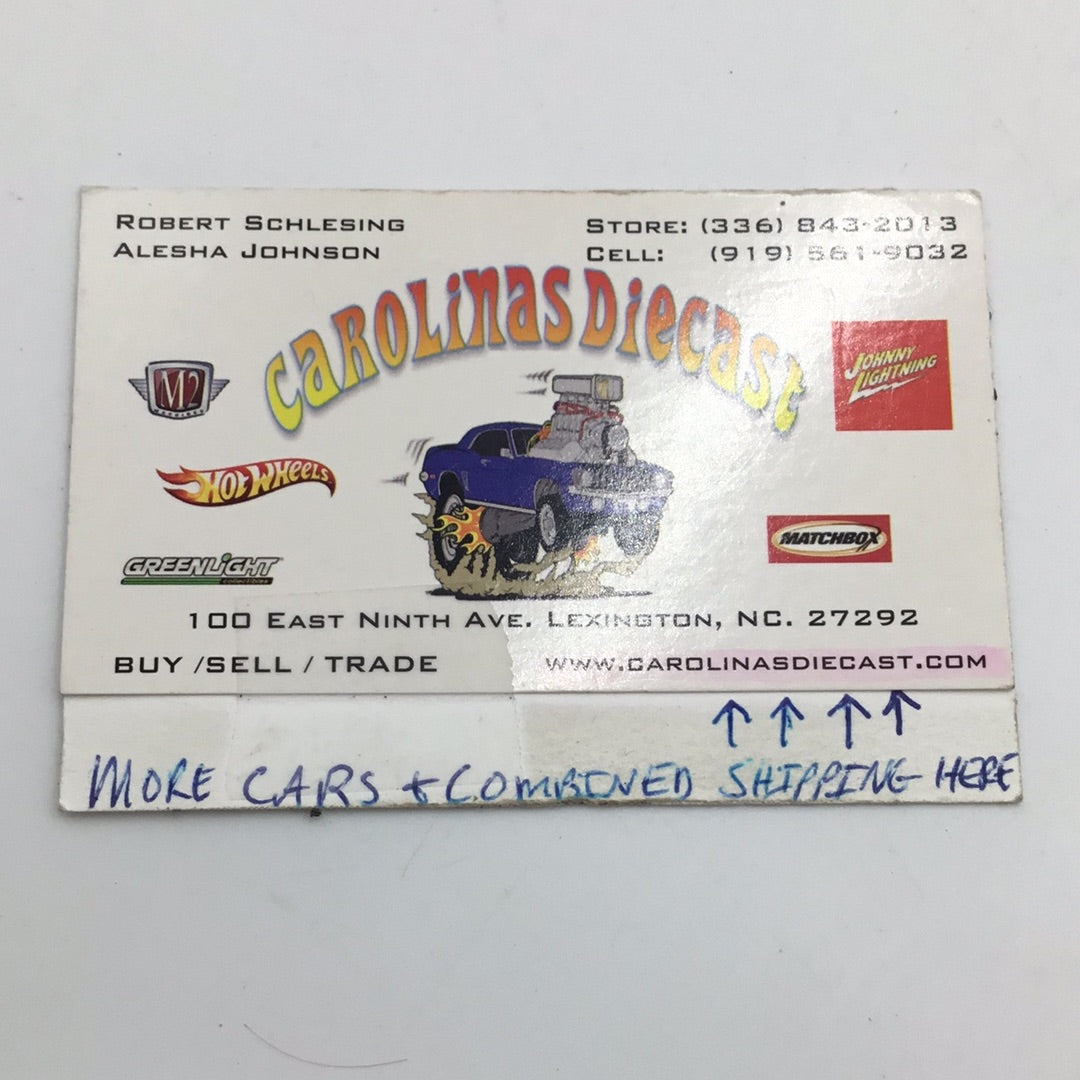 ROBERT SCHLESING
ALESHA JOHNSON
STORE: (336) 843-2013
CELL: (919) 561-9032
CAROLINAS DIECAST
M2
MACHINES
JOHNNY
LIGHTNING
HOT WHEELS
MATCHBOX
GREENLIGHT
collectibles
100 EAST NINTH AVE. LEXINGTON, NC. 27292
BUY /SELL / TRADE
WWW.CAROLINASDIECAST.COM
MORE CARS + COMBINED SHIPPING HERE